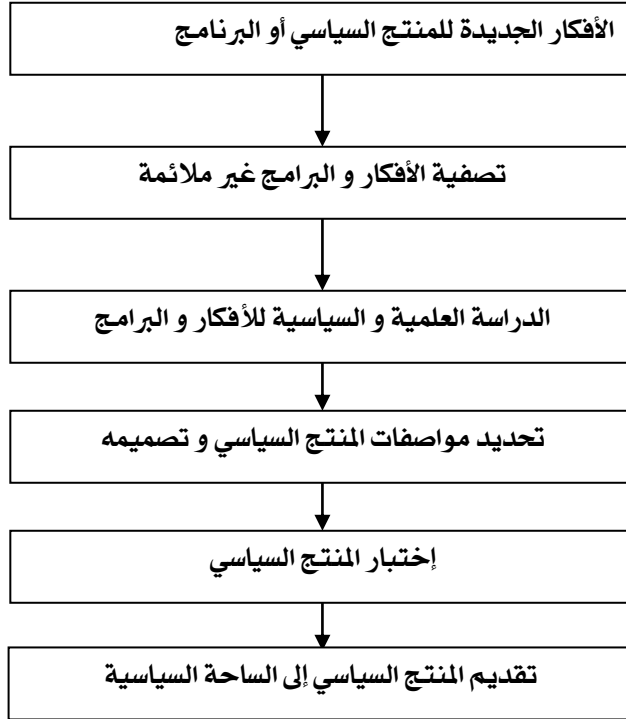 الأفكار الجديدة للمنتج السياسي أو البرنامج
تصفية الأفكار و البرامج غير ملائمة
الدراسة العلمية و السياسية للأفكار و البرامج
تحديد مواصفات المنتج السياسي و تصميمه
إختبار المنتج السياسي
تقديم المنتج السياسي إلى الساحة السياسية